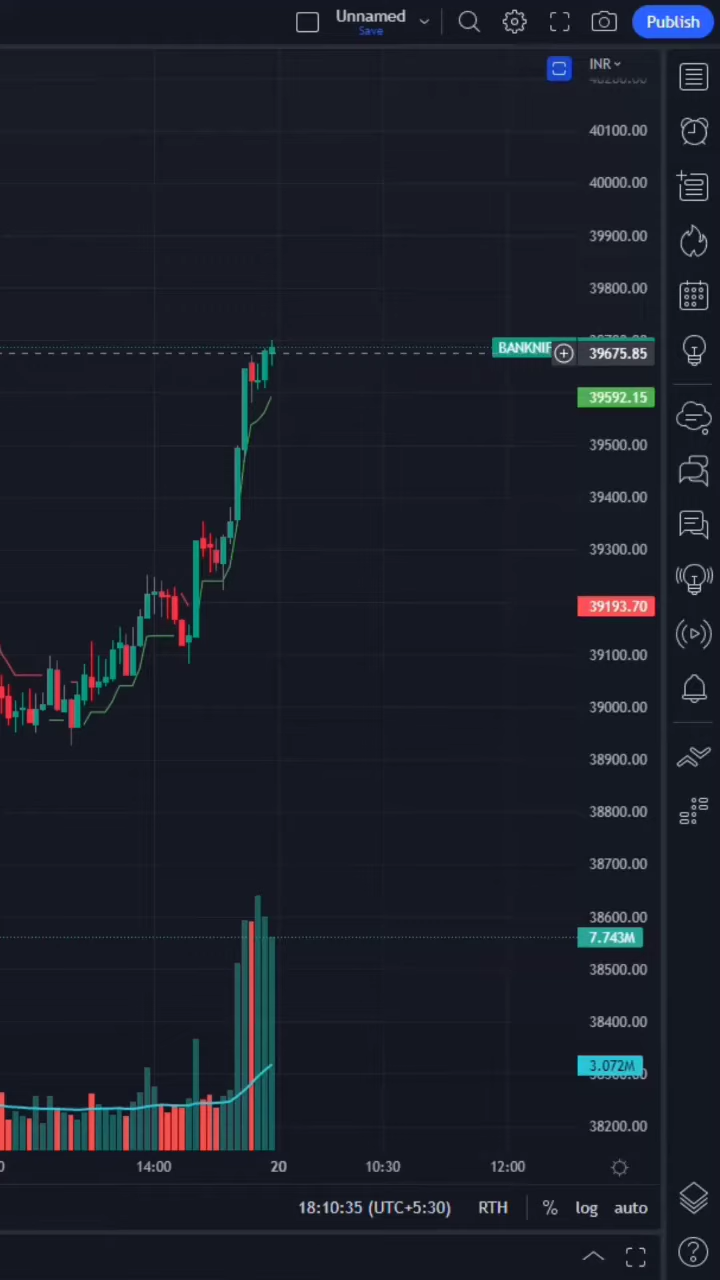 Unnamed
Save
Publish
INR
40100.00
40000.00
39900.00
39800.00
BANKNIF
39675.85
39592.15
39500.00
39400.00
39300.00
39193.70
39100.00
39000.00
38900.00
38800.00
38700.00
38600.00
7.743M
38500.00
38400.00
3.072M
38200.00
14:00 20 10:30 12:00
18:10:35 (UTC+5:30) RTH % log auto